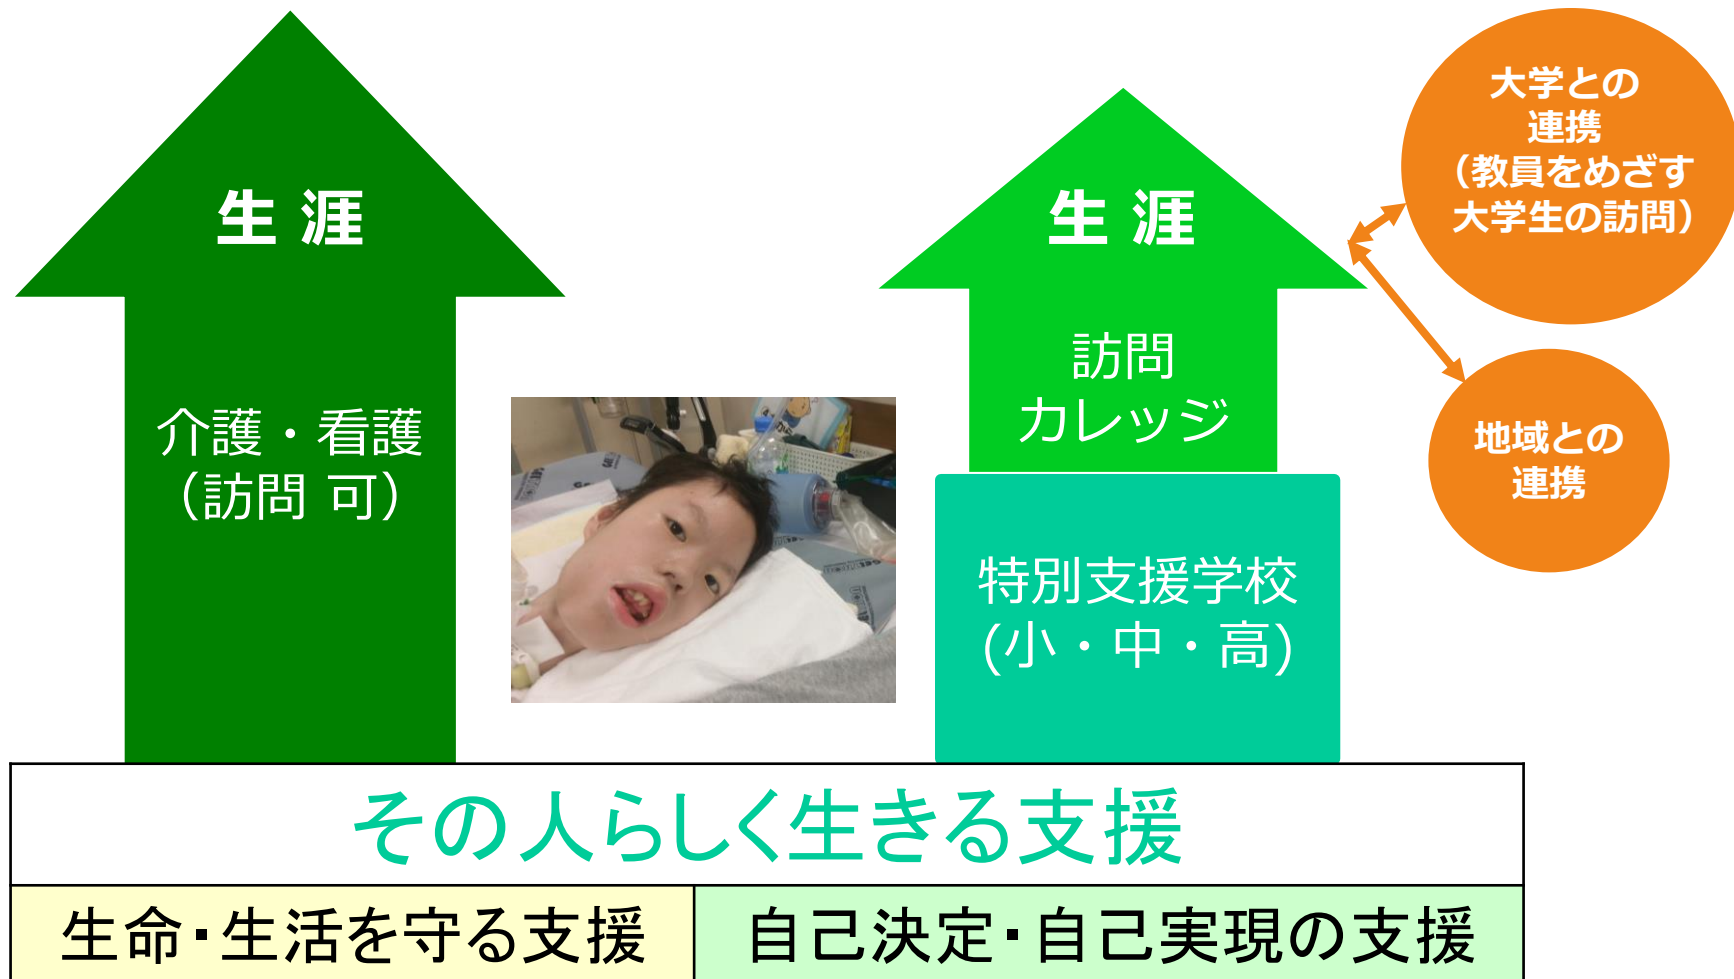 生 涯
介護・看護
（訪問 可）
生 涯
訪問
カレッジ
特別支援学校
(小・中・高)
大学との
連携
（教員をめざす
大学生の訪問）
地域との
連携
その人らしく生きる支援
生命・生活を守る支援
自己決定・自己実現の支援